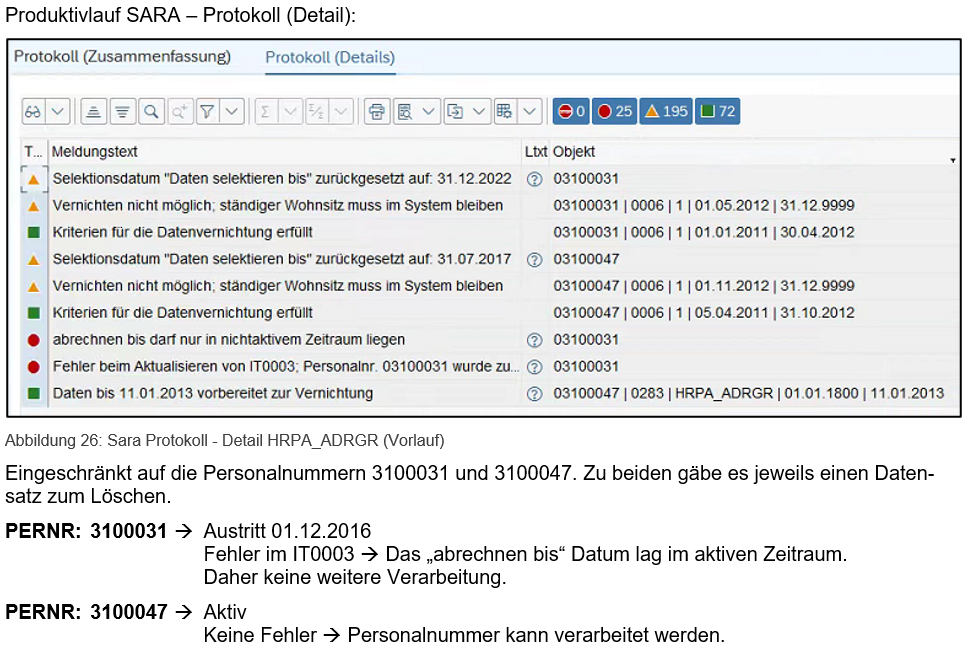 Produktivlauf SARA – Protokoll (Detail):
Protokoll (Zusammenfassung) Protokoll (Details)
0 25 195 72
T... Meldungstext Ltxt Objekt
Selektionsdatum "Daten selektieren bis" zurückgesetzt auf: 31.12.2022 03100031
Vernichten nicht möglich; ständiger Wohnsitz muss im System bleiben 03100031 | 0006 | 1 | 01.05.2012 | 31.12.9999
Kriterien für die Datenvernichtung erfüllt 03100031 | 0006 | 1 | 01.01.2011 | 30.04.2012
Selektionsdatum "Daten selektieren bis" zurückgesetzt auf: 31.07.2017 03100047
Vernichten nicht möglich; ständiger Wohnsitz muss im System bleiben 03100047 | 0006 | 1 | 01.11.2012 | 31.12.9999
Kriterien für die Datenvernichtung erfüllt 03100047 | 0006 | 1 | 05.04.2011 | 31.10.2012
abrechnen bis darf nur in nichtaktivem Zeitraum liegen 03100031
Fehler beim Aktualisieren von IT0003; Personalnr. 03100031 wurde zu... 03100031
Daten bis 11.01.2013 vorbereitet zur Vernichtung 03100047 | 0283 | HRPA_ADRGR | 01.01.1800 | 11.01.2013
Abbildung 26: Sara Protokoll - Detail HRPA_ADRGR (Vorlauf)
Eingeschränkt auf die Personalnummern 3100031 und 3100047. Zu beiden gäbe es jeweils einen Daten-
satz zum Löschen.
PERNR: 3100031 → Austritt 01.12.2016
Fehler im IT0003 → Das „abrechnen bis“ Datum lag im aktiven Zeitraum.
Daher keine weitere Verarbeitung.
PERNR: 3100047 → Aktiv
Keine Fehler → Personalnummer kann verarbeitet werden.